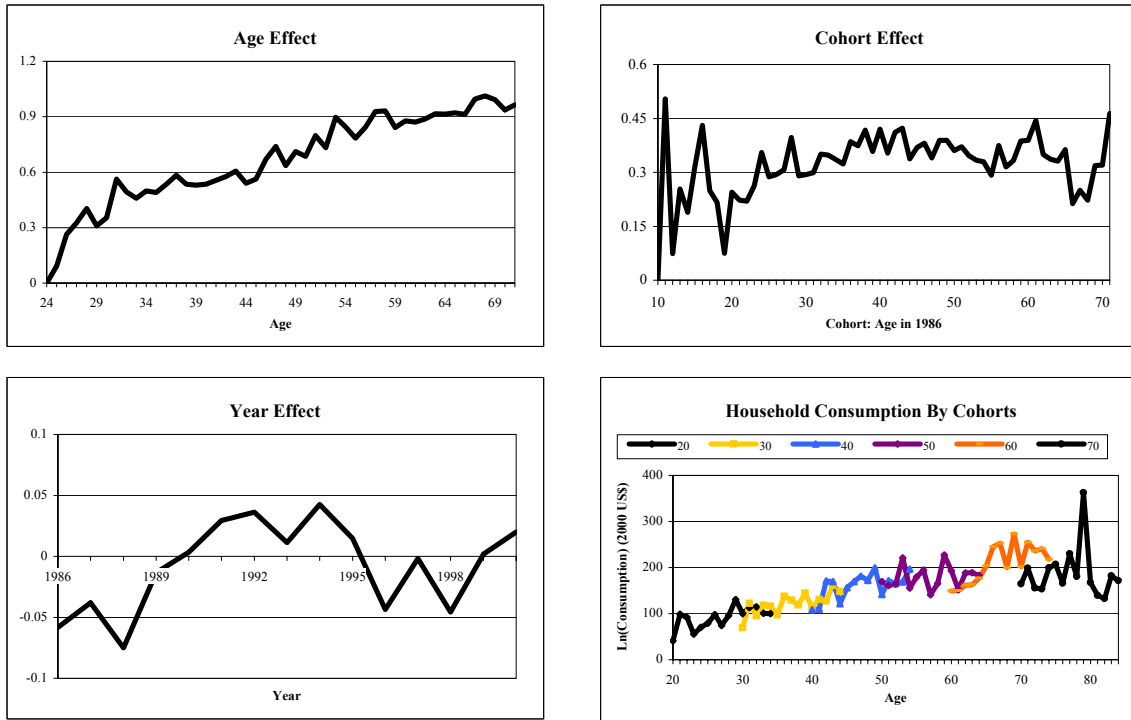 Age Effect
1.2
0.9
0.6
0.3
0
24 29 34 39 44 49 54 59 64 69
Age
Cohort Effect
0.6
0.45
0.3
0.15
0
10 20 30 40 50 60 70
Cohort: Age in 1986
Year Effect
0.1
0.05
0
1986 1989 1992 1995 1998
-0.05
-0.1
Year
Household Consumption By Cohorts
20 30 40 50 60 70
Ln(Consumption) (2000 US$)
400
300
200
100
0
20 30 40 50 60 70 80
Age